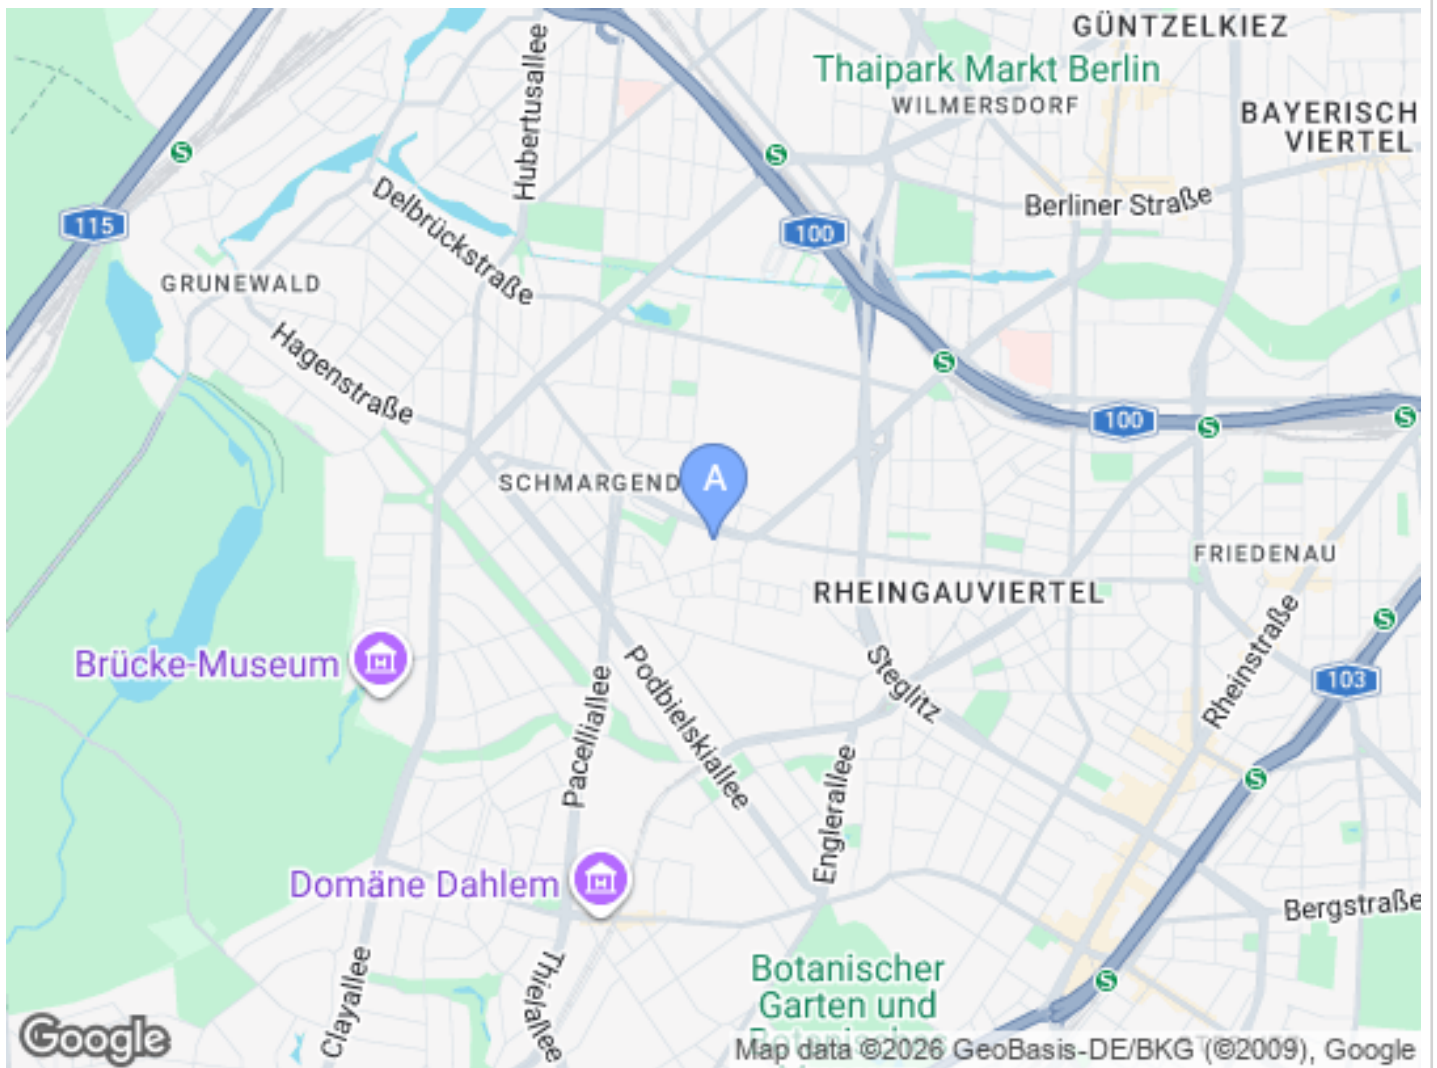 GÜNTZELKIEZ
Thaipark Markt Berlin
WILMERSDORF
BAYERISCH
VIERTEL
Hubertusallee
S
S
Delbrückstraße
Berliner Straße
115
100
GRUNEWALD
Hagenstraße
S
100
S
S
SCHMARGEND
A
FRIEDENAU
RHEINGAUVIERTEL
Rheinstraße
S
Brücke-Museum
Podbielskiallee
Steglitz
103
Pacelliallee
Englerallee
S
Domäne Dahlem
Bergstraße
Clayallee
Thielallee
Botanischer
Garten und
Botanisches
S
Google
Map data ©2026 GeoBasis-DE/BKG (©2009), Google